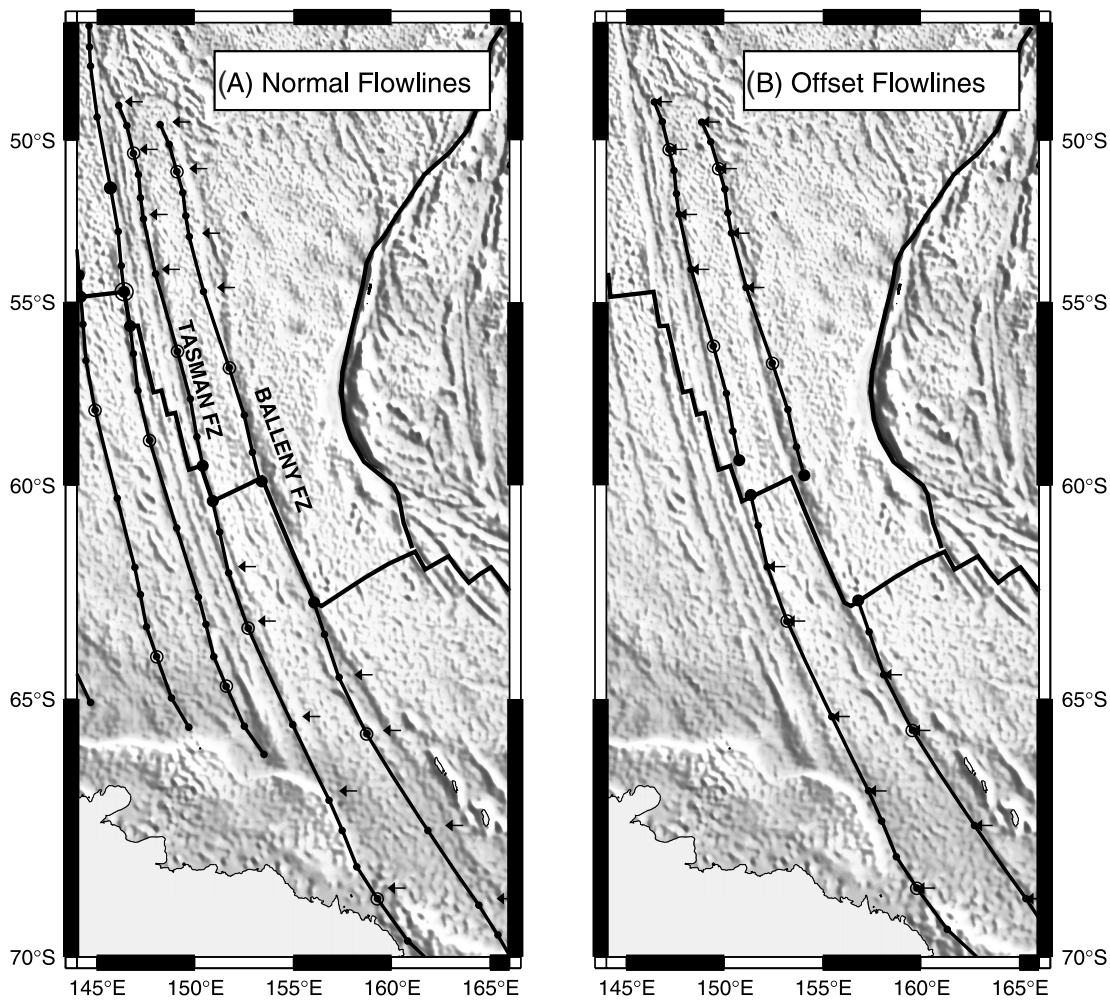 (A) Normal Flowlines
(B) Offset Flowlines
50°S
50°S
TASMAN FZ
BALLENY FZ
55°S
55°S
60°S
60°S
65°S
65°S
70°S
70°S
145°E 150°E 155°E 160°E 165°E
145°E 150°E 155°E 160°E 165°E